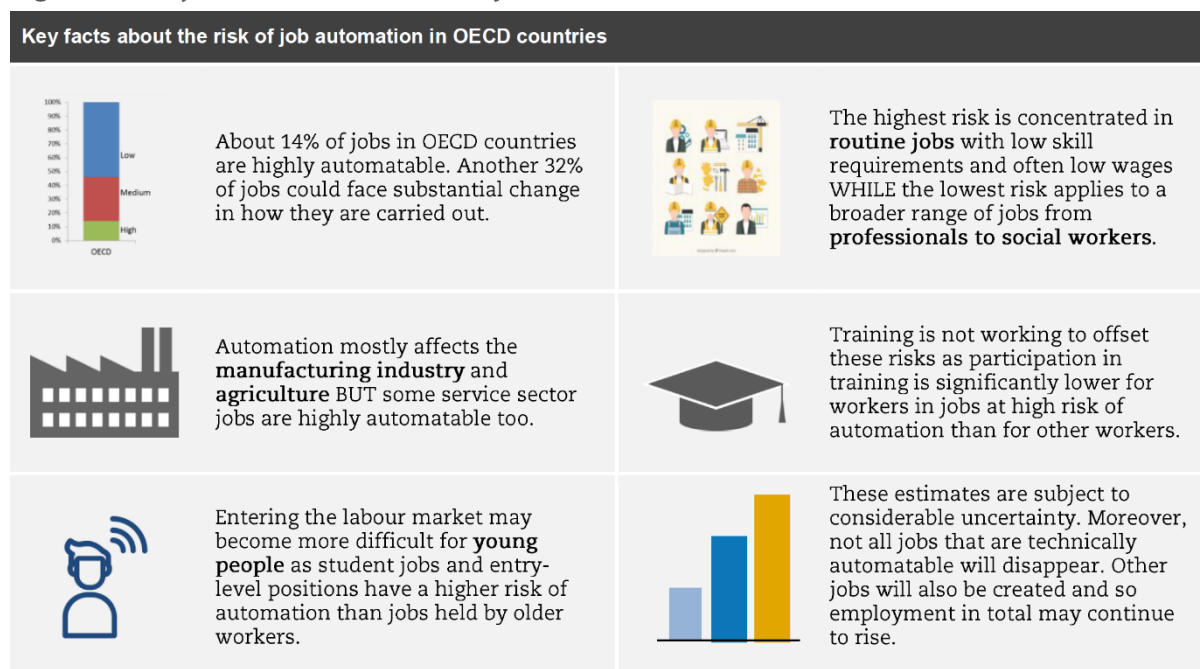 Key facts about the risk of job automation in OECD countries
100%
90%
80%
70%
60%
50%
40%
30%
20%
10%
0%
Low
Medium
High
OECD
About 14% of jobs in OECD countries
are highly automatable. Another 32%
of jobs could face substantial change
in how they are carried out.
The highest risk is concentrated in
routine jobs with low skill
requirements and often low wages
WHILE the lowest risk applies to a
broader range of jobs from
professionals to social workers.
Automation mostly affects the
manufacturing industry and
agriculture BUT some service sector
jobs are highly automatable too.
Training is not working to offset
these risks as participation in
training is significantly lower for
workers in jobs at high risk of
automation than for other workers.
Entering the labour market may
become more difficult for young
people as student jobs and entry-
level positions have a higher risk of
automation than jobs held by older
workers.
These estimates are subject to
considerable uncertainty. Moreover,
not all jobs that are technically
automatable will disappear. Other
jobs will also be created and so
employment in total may continue
to rise.